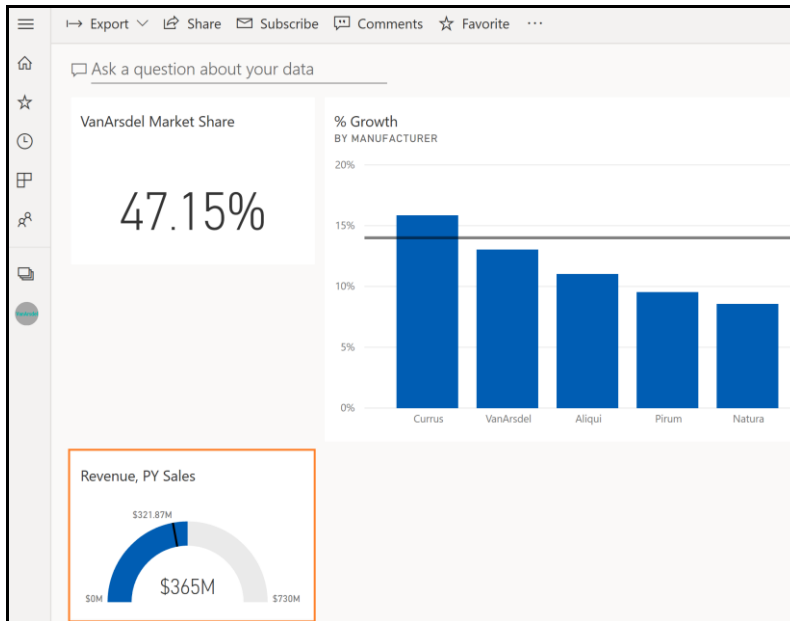 Export Share Subscribe Comments Favorite ...
Ask a question about your data
VanArsdel Market Share
47.15%
% Growth
BY MANUFACTURER
20%
15%
10%
5%
0%
Currus VanArsdel Aliqui Pirum Natura
Revenue, PY Sales
$321.87M
$365M
$0M $730M